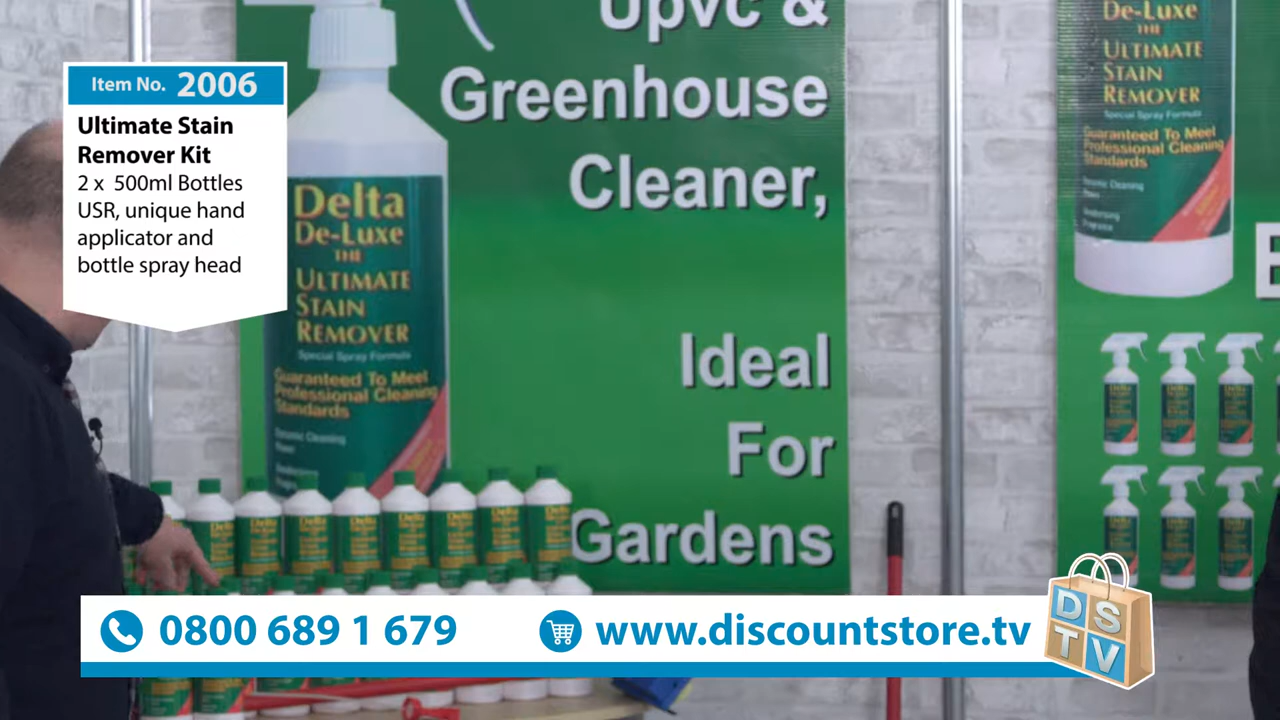 Item No. 2006
Ultimate Stain
Remover Kit
2 x 500ml Bottles
USR, unique hand
applicator and
bottle spray head
Upvc &
Greenhouse
Cleaner,
Ideal
For
Gardens
Delta
De-Luxe
THE
ULTIMATE
STAIN
REMOVER
Special Spray Formula
Guaranteed To Meet
Professional Cleaning
Standards
De-Luxe
THE
ULTIMATE
STAIN
REMOVER
Special Spray Formula
Guaranteed To Meet
Professional Cleaning
Standards
0800 689 1 679
www.discountstore.tv
DS
TV